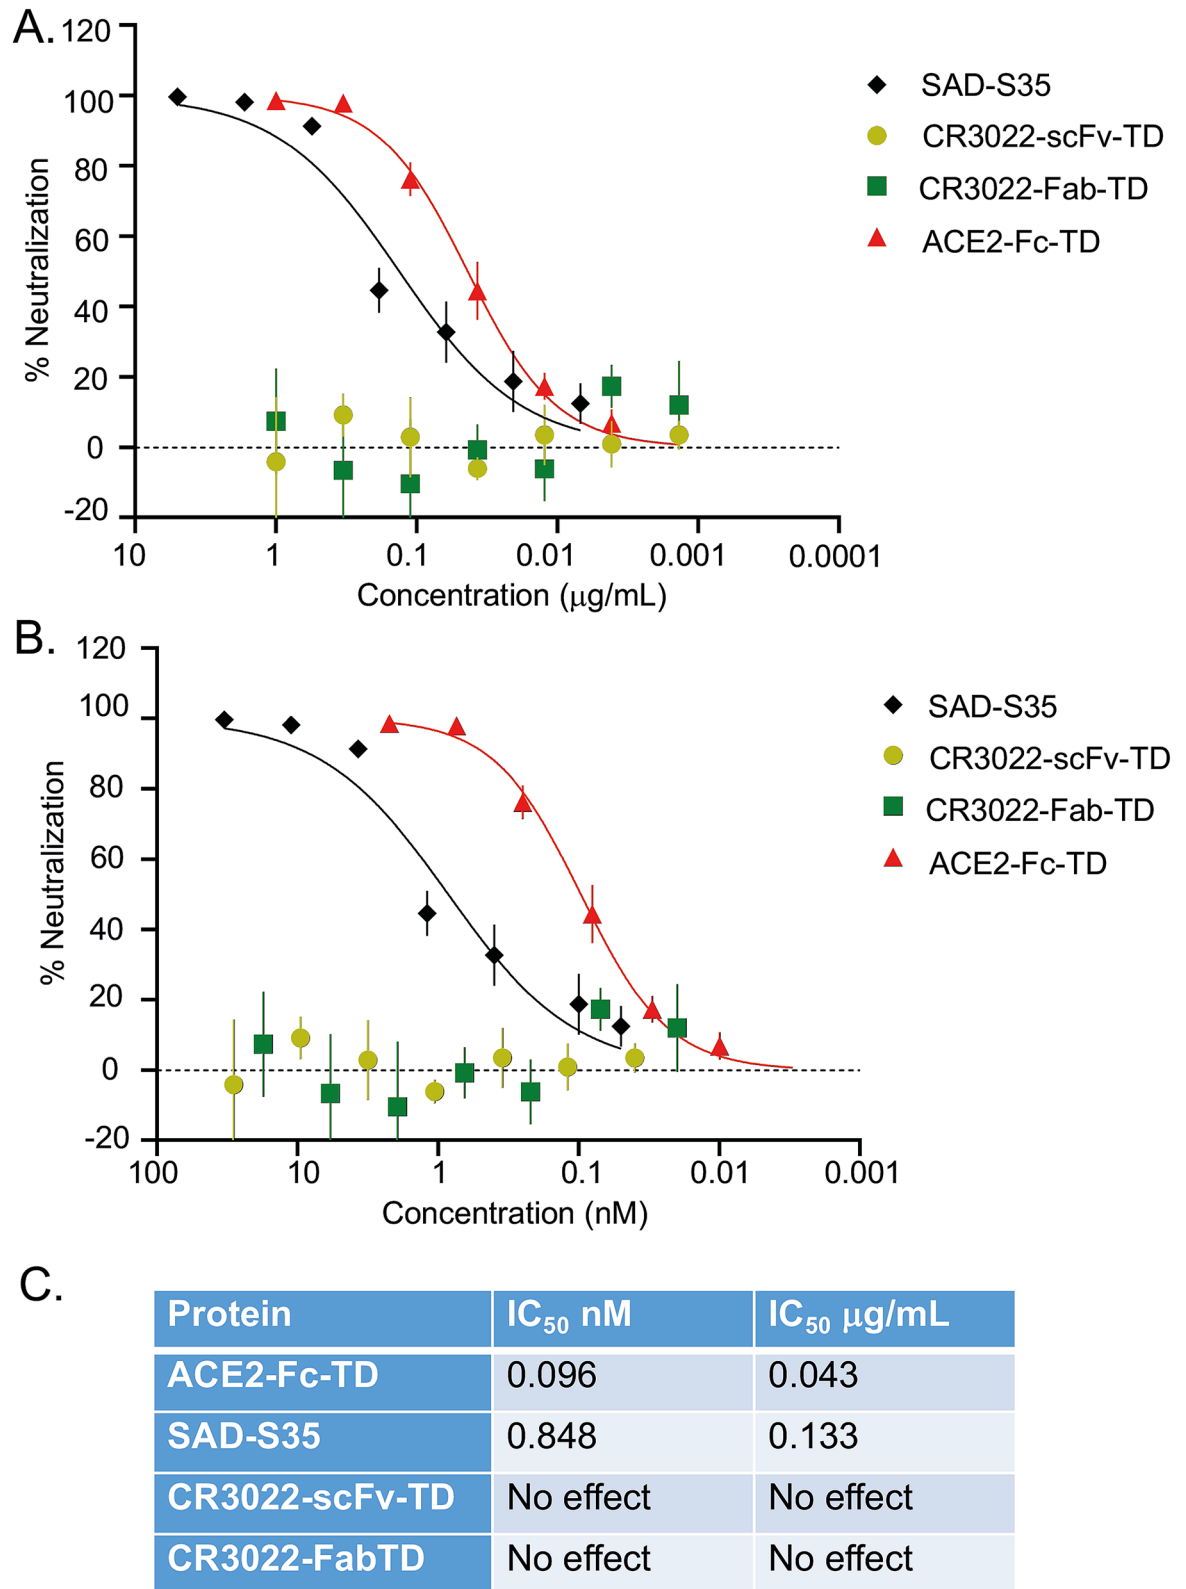 A.
120
100
80
60
40
20
0
-20
% Neutralization
10 1 0.1 0.01 0.001 0.0001
Concentration (μg/mL)
SAD-S35
CR3022-scFv-TD
CR3022-Fab-TD
ACE2-Fc-TD
B.
120
100
80
60
40
20
0
-20
% Neutralization
100 10 1 0.1 0.01 0.001
Concentration (nM)
SAD-S35
CR3022-scFv-TD
CR3022-Fab-TD
ACE2-Fc-TD
C.
Protein IC50 nM IC50 μg/mL
ACE2-Fc-TD 0.096 0.043
SAD-S35 0.848 0.133
CR3022-scFv-TD No effect No effect
CR3022-FabTD No effect No effect